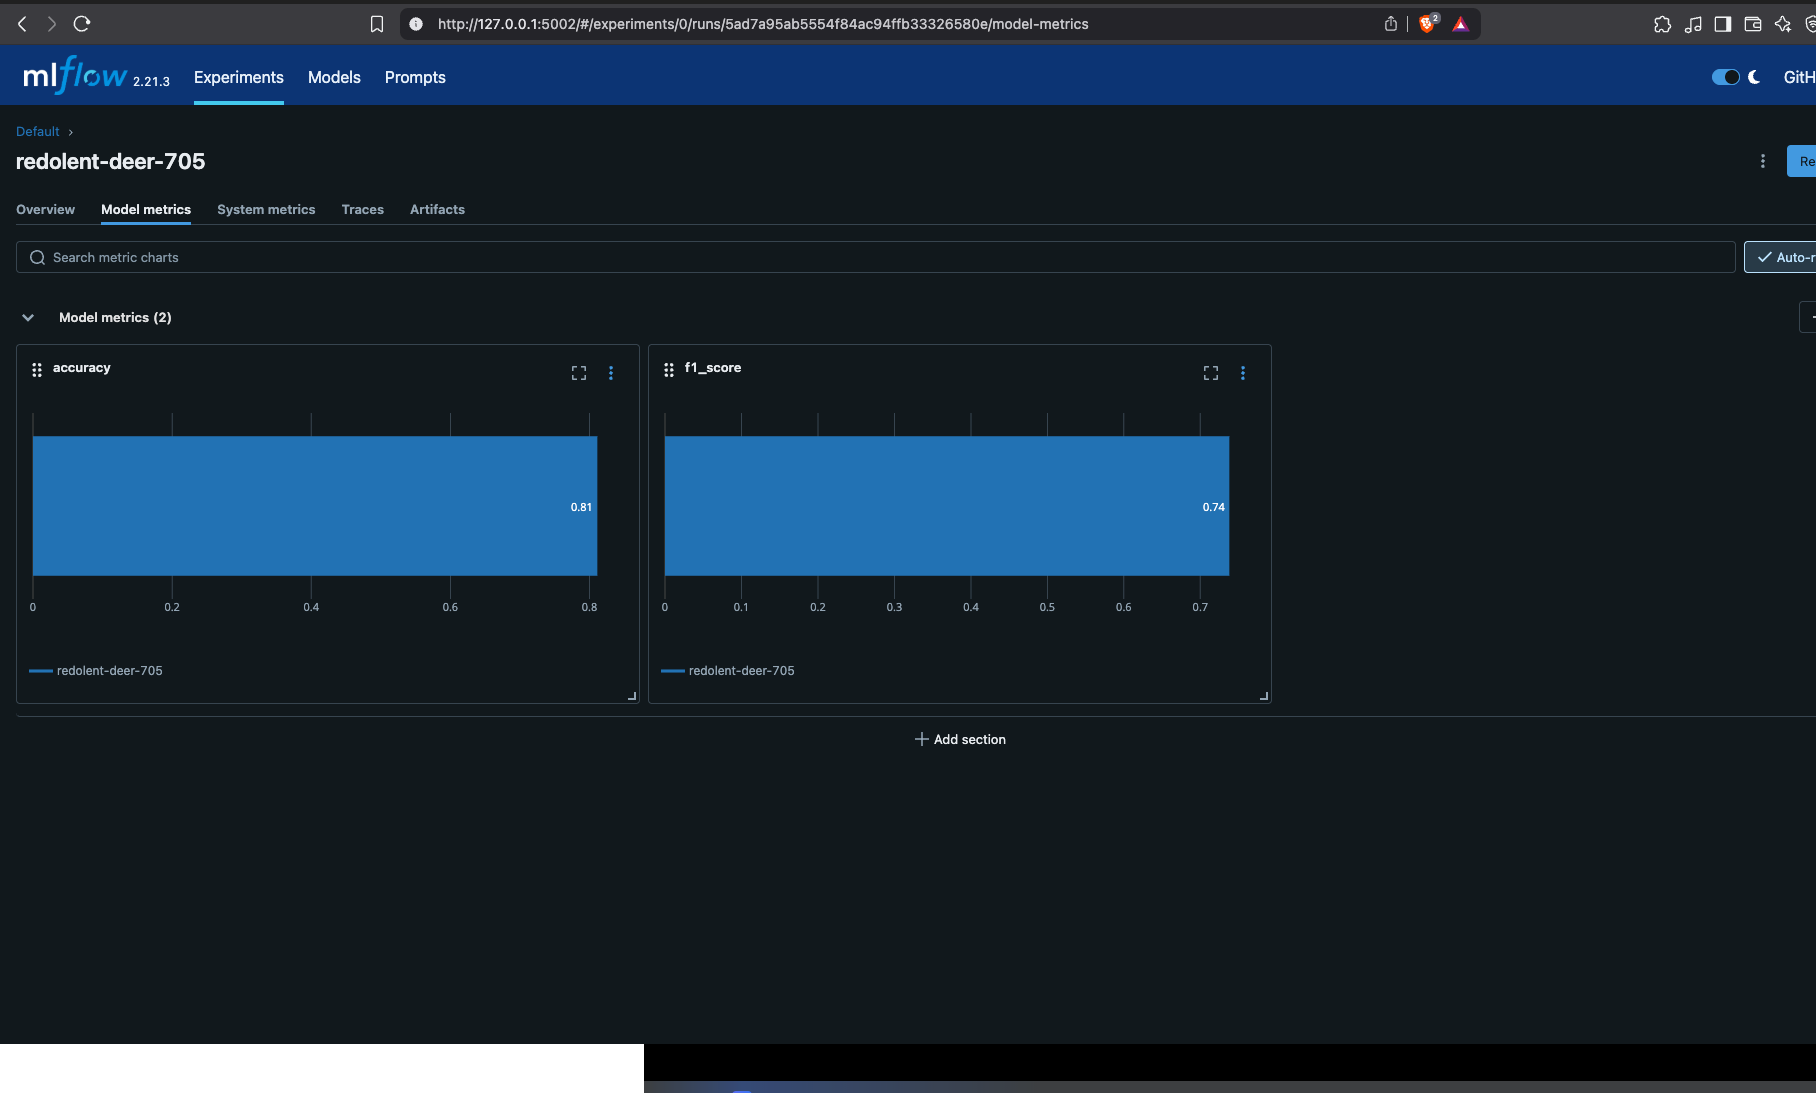 http://127.0.0.1:5002/#/experiments/0/runs/5ad7a95ab5554f84ac94ffb33326580e/model-metrics
2
mlflow 2.21.3 Experiments Models Prompts
GitH
Default
redolent-deer-705
Re
Overview Model metrics System metrics Traces Artifacts
Search metric charts
Auto-r
Model metrics (2)
accuracy
0.81
0 0.2 0.4 0.6 0.8
redolent-deer-705
f1_score
0.74
0 0.1 0.2 0.3 0.4 0.5 0.6 0.7
redolent-deer-705
Add section